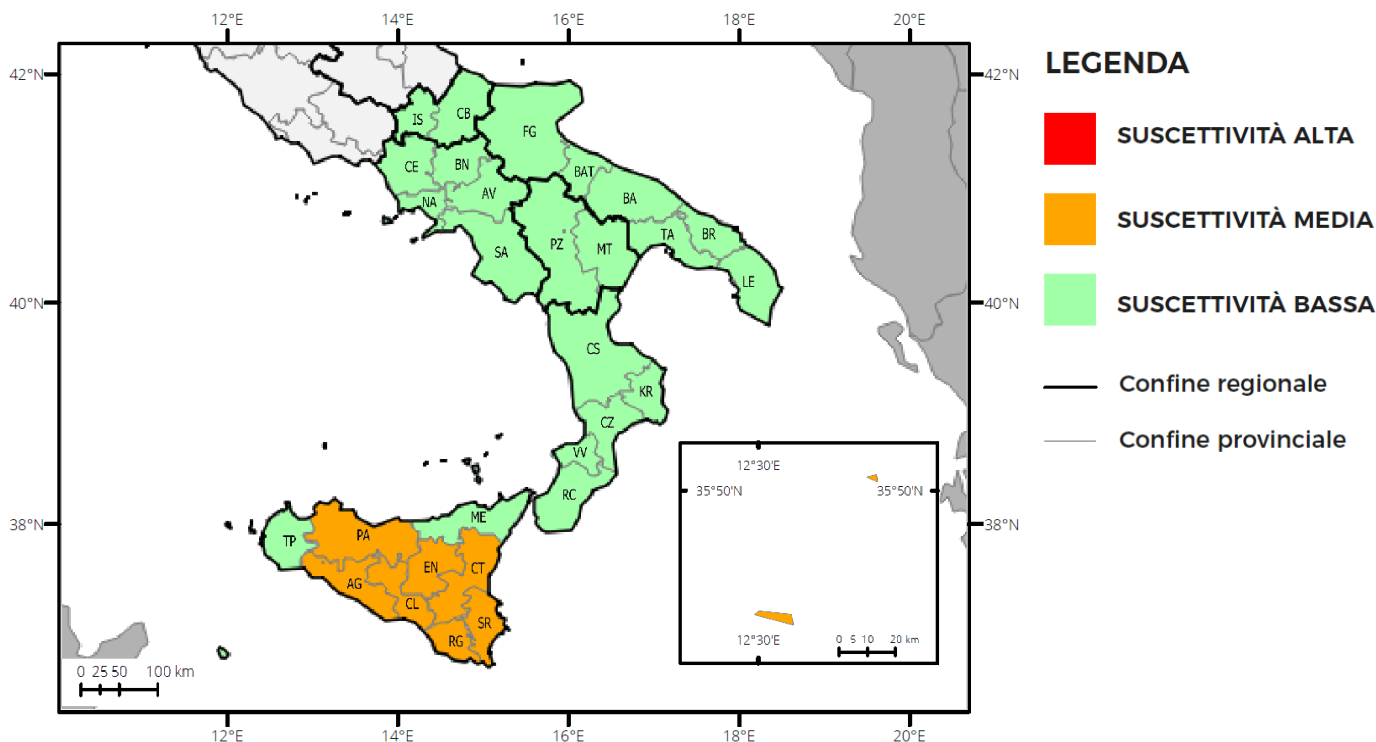 12°E 14°E 16°E 18°E 20°E
42°N 42°N
LEGENDA
SUSCETTIVITÀ ALTA
SUSCETTIVITÀ MEDIA
SUSCETTIVITÀ BASSA
Confine regionale
Confine provinciale
IS CB FG
CE BN BAT
NA AV BA
SA PZ MT TA BR
LE
40°N 40°N
CS
KR
CZ
VV
RC
38°N 38°N
ME
TP PA
AG EN CT
CL SR
RG
12°30'E
35°50'N 35°50'N
12°30'E
0 5 10 20 km
0 25 50 100 km
12°E 14°E 16°E 18°E 20°E